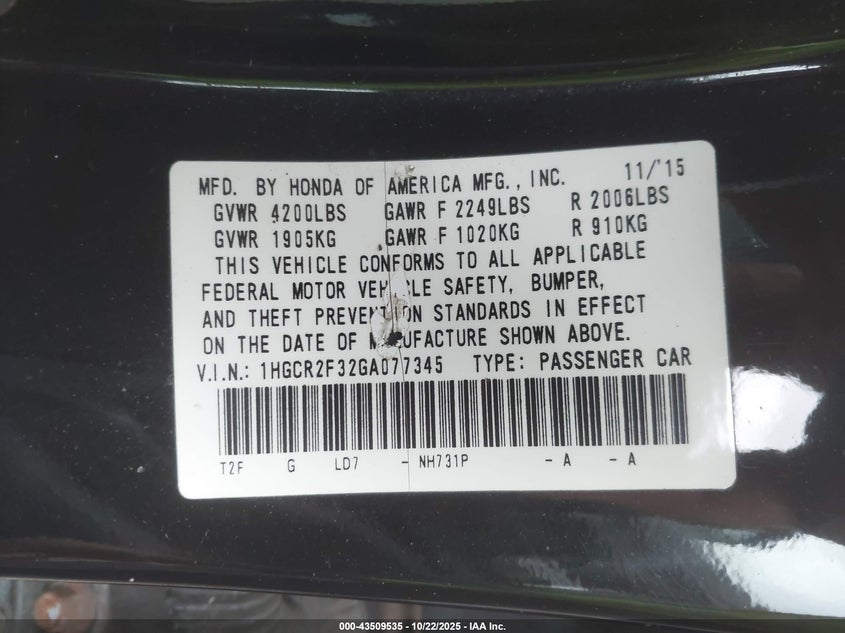 MFD. BY HONDA OF AMERICA MFG., INC. 11/'15
GVWR 4200LBS GAWR F 2249LBS R 2006LBS
GVWR 1905KG GAWR F 1020KG R 910KG
THIS VEHICLE CONFORMS TO ALL APPLICABLE
FEDERAL MOTOR VEHICLE SAFETY, BUMPER,
AND THEFT PREVENTION STANDARDS IN EFFECT
ON THE DATE OF MANUFACTURE SHOWN ABOVE.
V.I.N.: 1HGCR2F32GA077345 TYPE: PASSENGER CAR
T2F G LD7 - NH731P - A - A
000-43509535 - 10/22/2025 - IAA Inc.